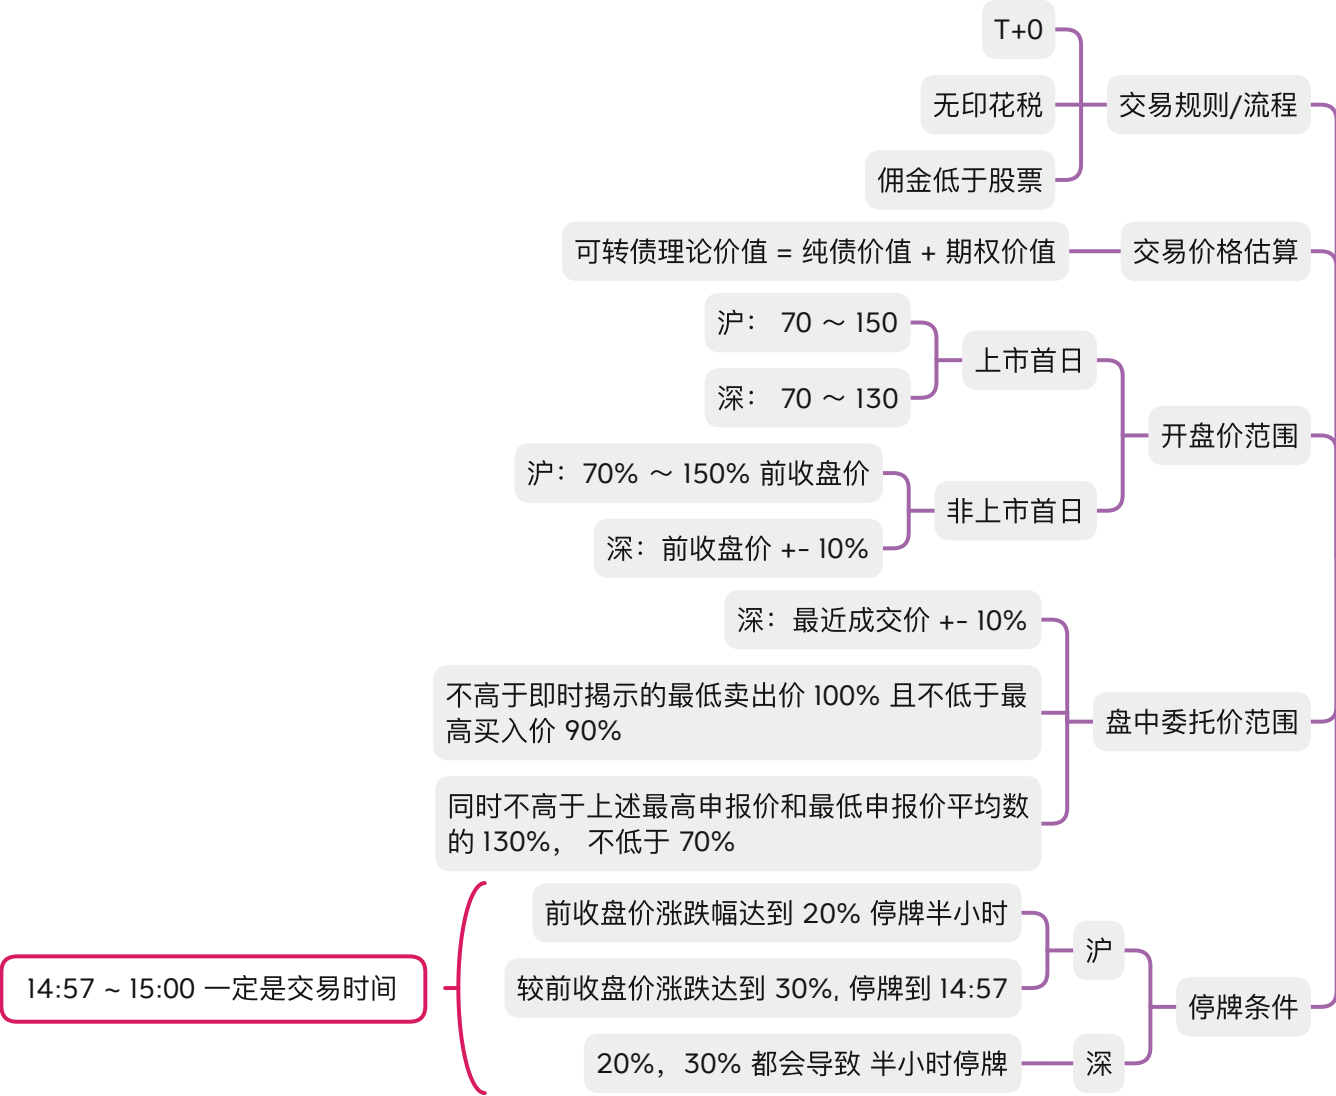 T+0
无印花税
交易规则/流程
佣金低于股票
可转债理论价值 = 纯债价值 + 期权价值
交易价格估算
沪： 70 ～ 150
上市首日
深： 70 ～ 130
开盘价范围
沪：70% ～ 150% 前收盘价
非上市首日
深：前收盘价 +- 10%
深：最近成交价 +- 10%
不高于即时揭示的最低卖出价 100% 且不低于最
高买入价 90%
盘中委托价范围
同时不高于上述最高申报价和最低申报价平均数
的 130%， 不低于 70%
前收盘价涨跌幅达到 20% 停牌半小时
沪
较前收盘价涨跌达到 30%, 停牌到 14:57
14:57 ~ 15:00 一定是交易时间
停牌条件
20%，30% 都会导致 半小时停牌
深